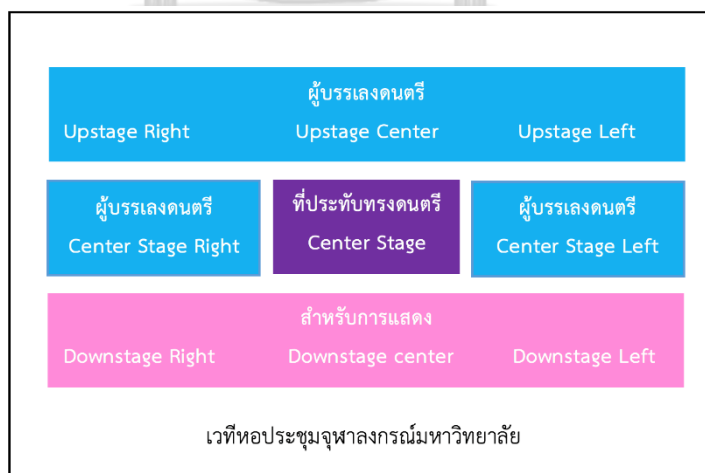 ผู้บรรเลงดนตรี
Upstage Right Upstage Center Upstage Left
ผู้บรรเลงดนตรี ที่ประทับทรงดนตรี ผู้บรรเลงดนตรี
Center Stage Right Center Stage Center Stage Left
สำหรับการแสดง
Downstage Right Downstage center Downstage Left
เวทีหอประชุมจุฬาลงกรณ์มหาวิทยาลัย